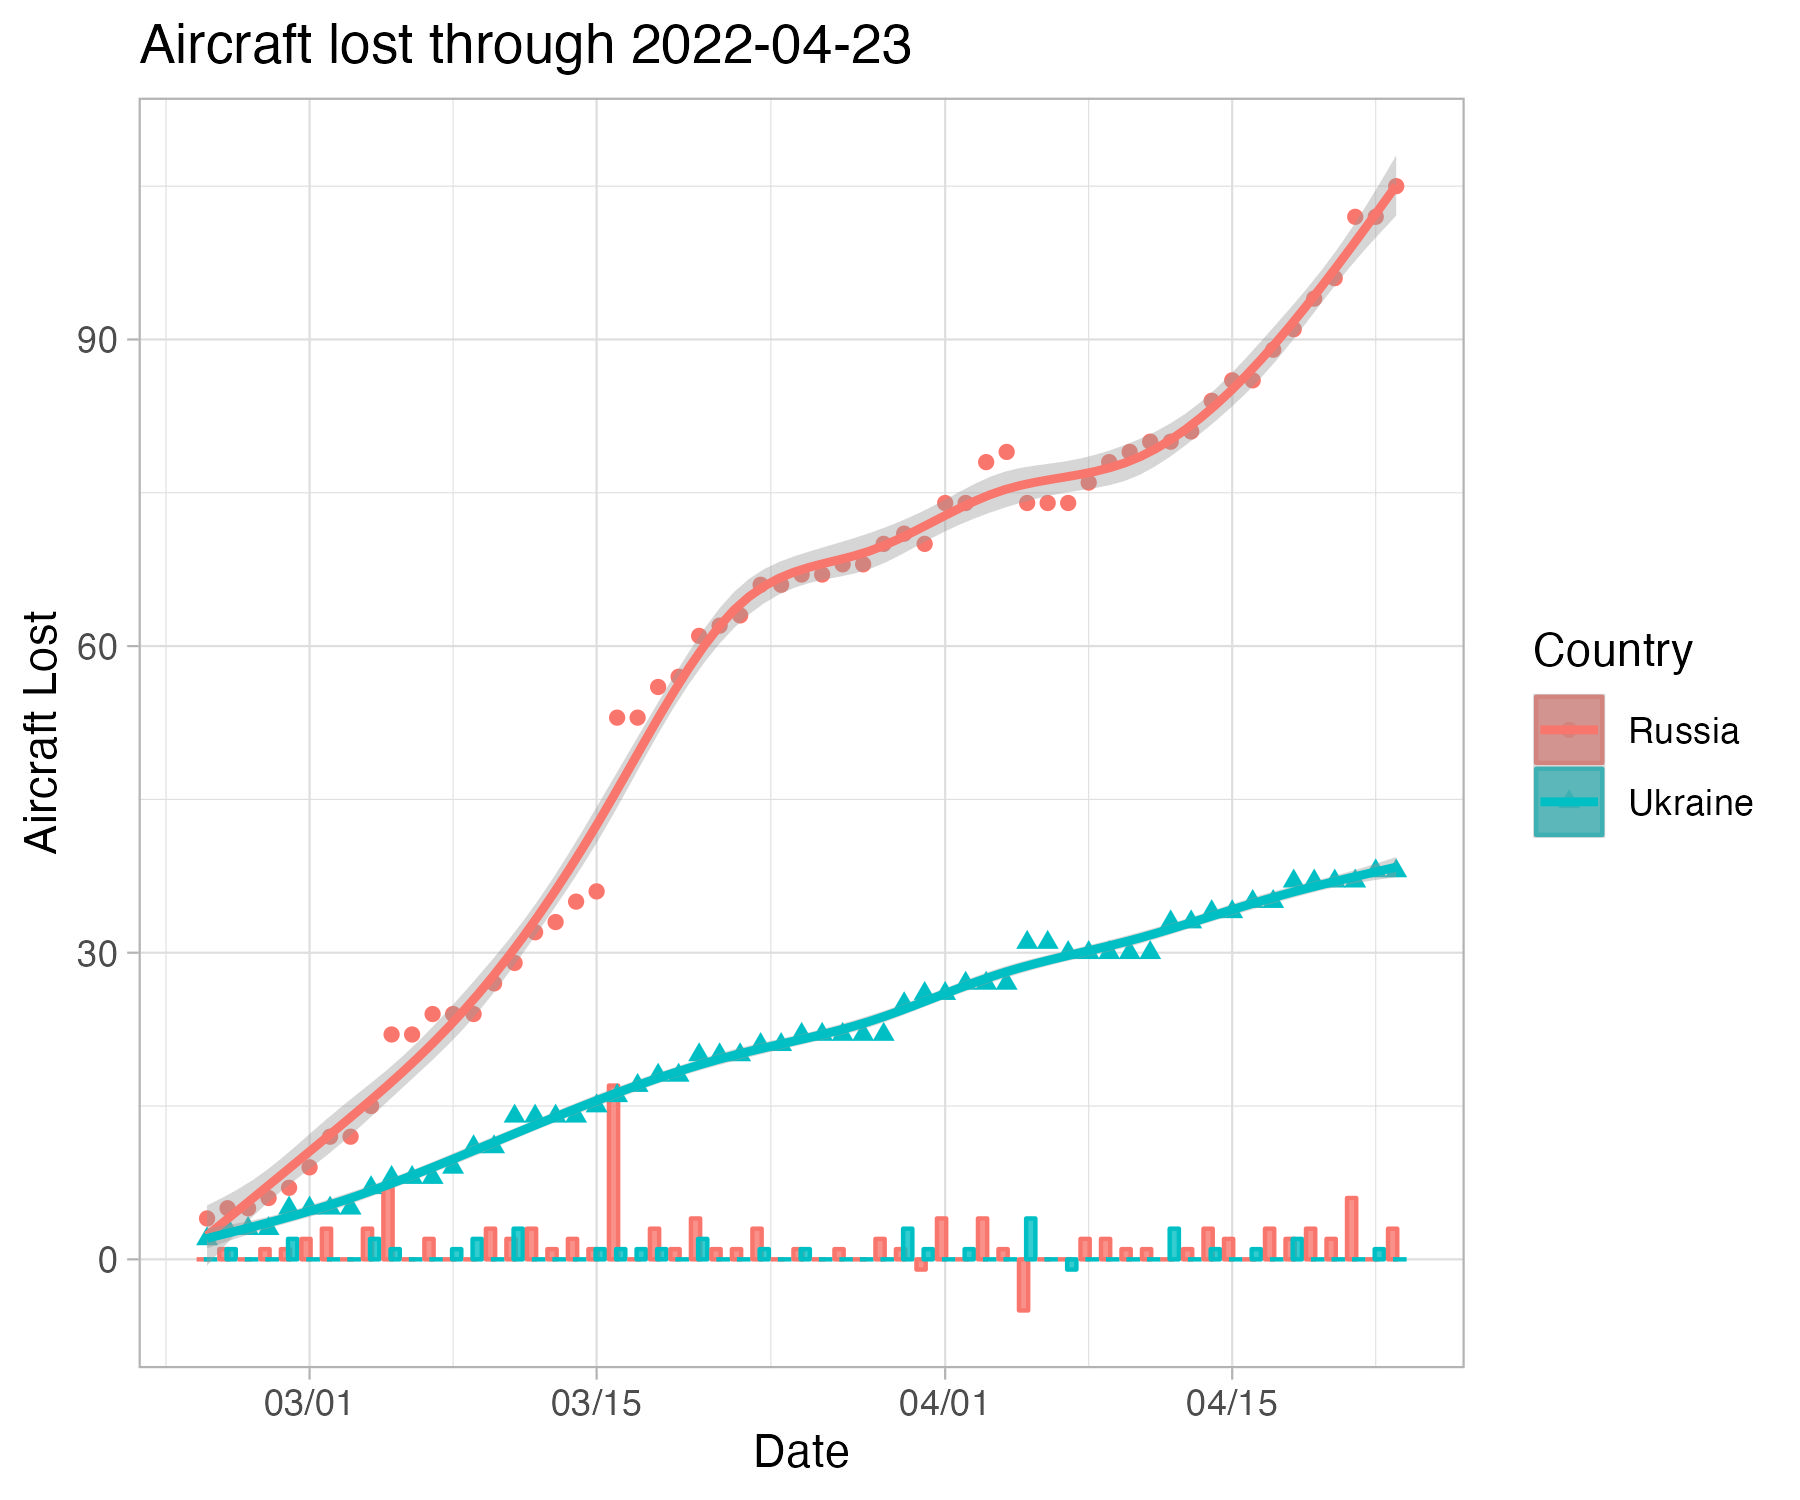 Aircraft lost through 2022-04-23
Aircraft Lost
90
60
30
0
03/01
03/15
04/01
04/15
Date
Country
Russia
Ukraine